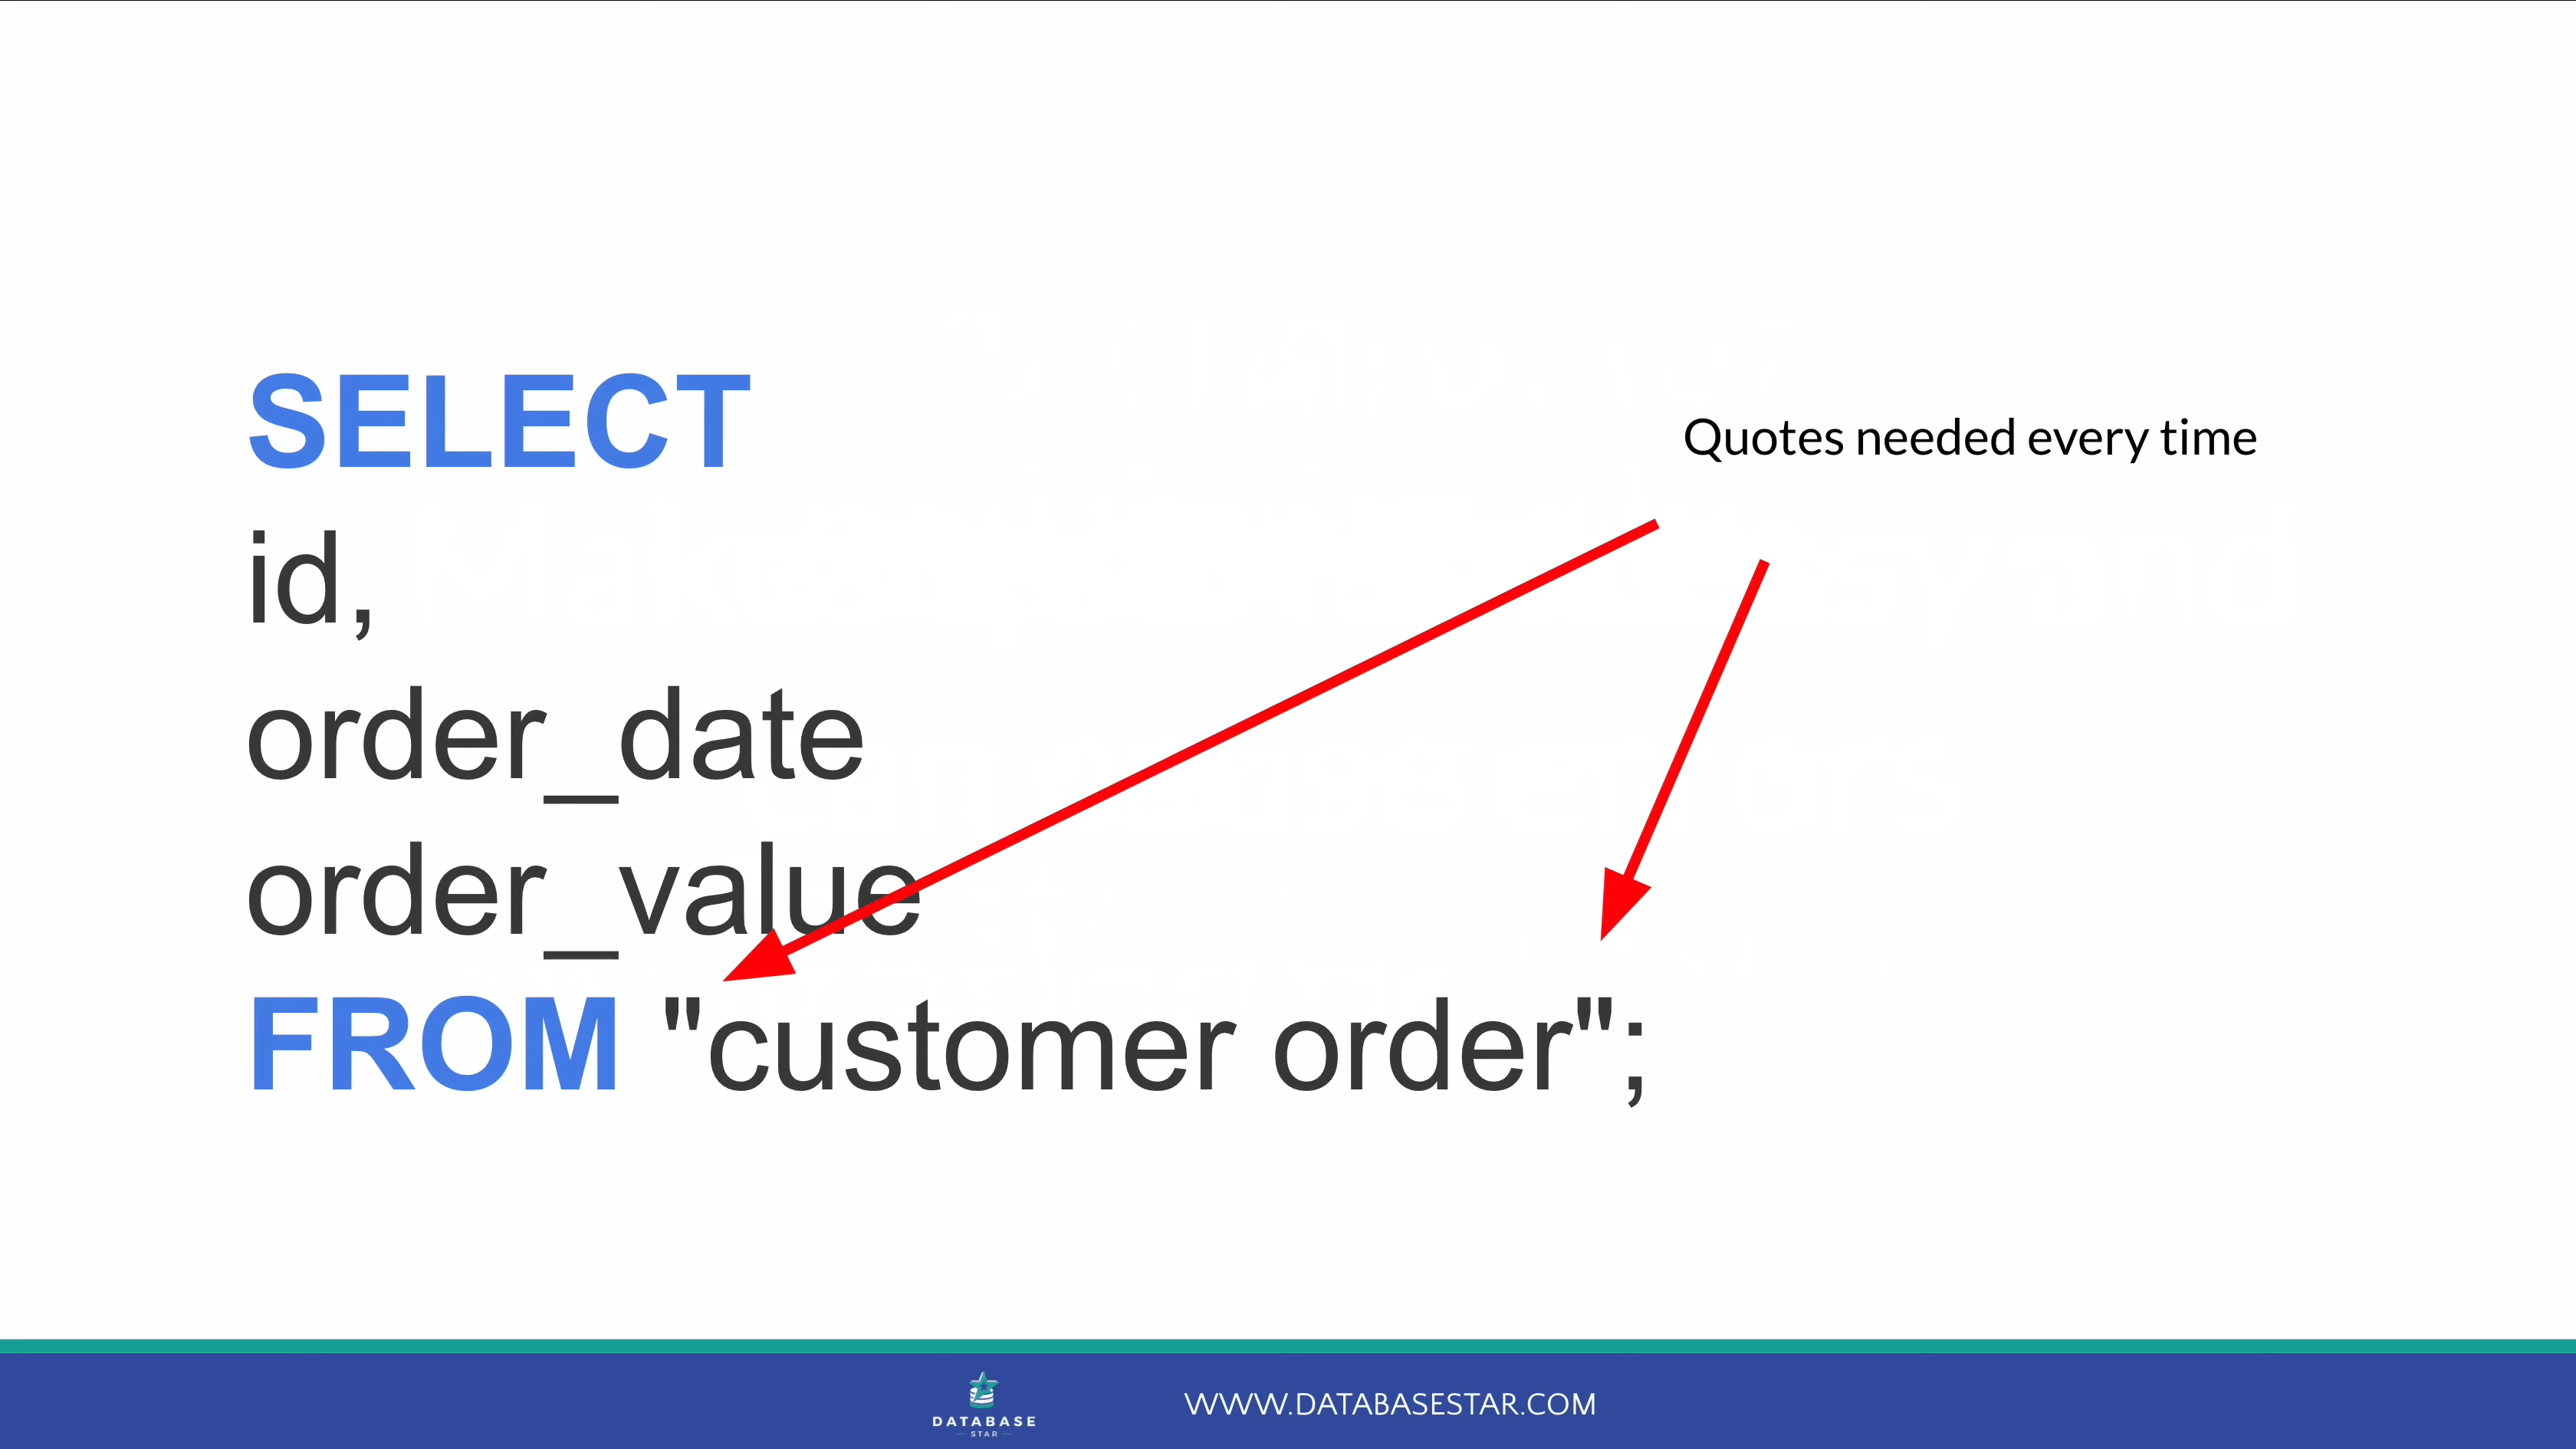 SELECT
Quotes needed every time
id,
order_date
order_value
FROM "customer order";
DATABASE
STAR
WWW.DATABASESTAR.COM